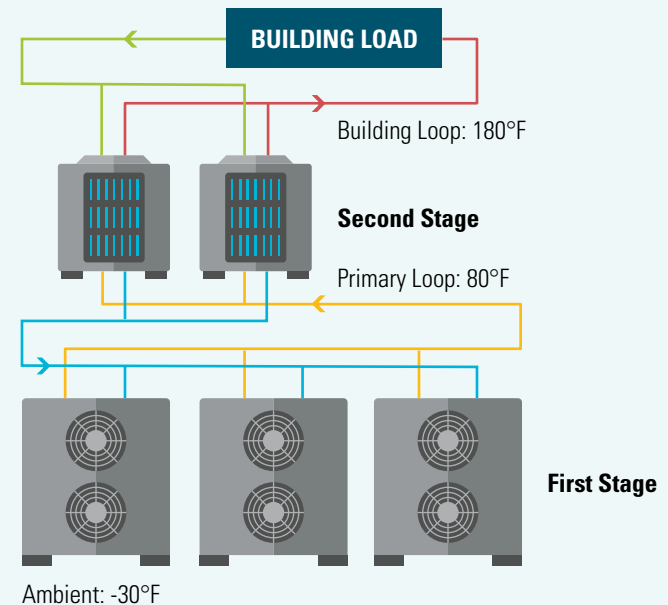 BUILDING LOAD
Building Loop: 180°F
Second Stage
Primary Loop: 80°F
First Stage
Ambient: -30°F